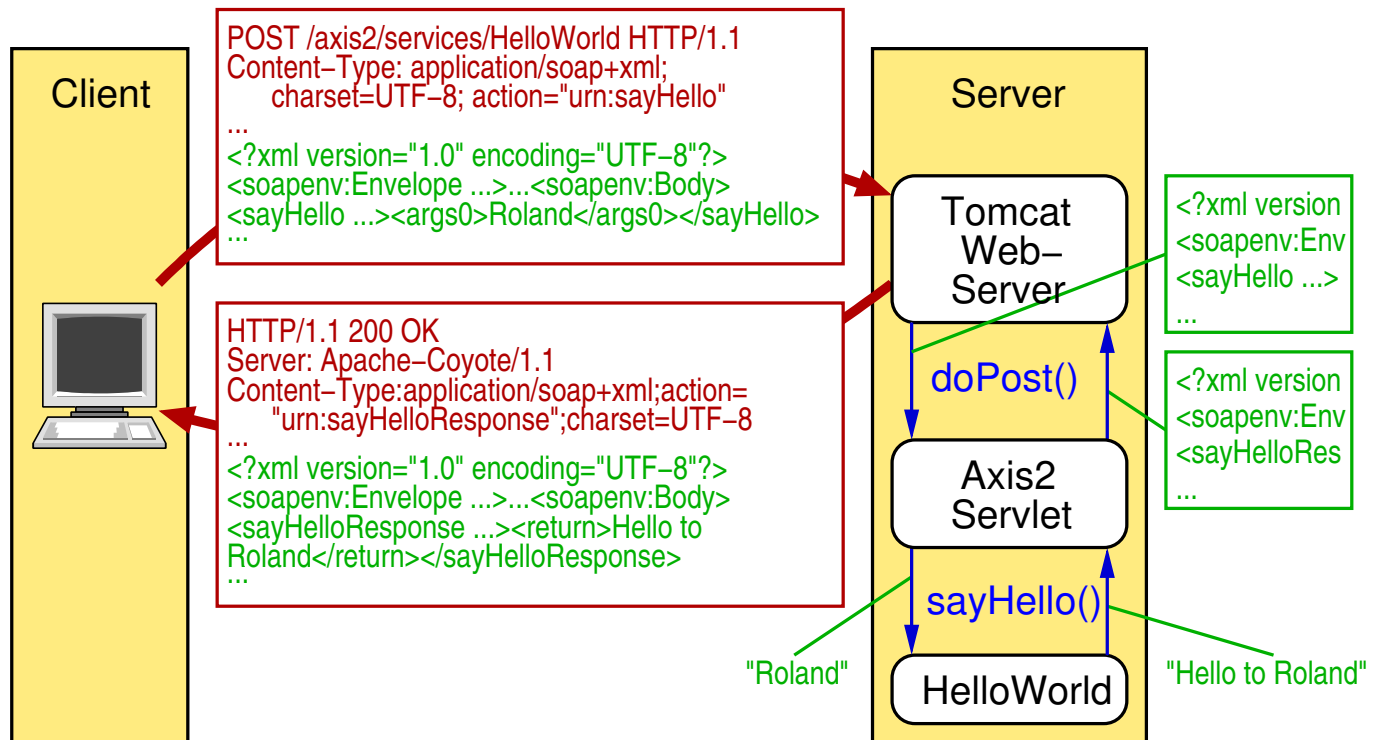 Client
POST /axis2/services/HelloWorld HTTP/1.1
Content–Type: application/soap+xml;
charset=UTF–8; action="urn:sayHello"
...
<?xml version="1.0" encoding="UTF–8"?>
<soapenv:Envelope ...>...<soapenv:Body>
<sayHello ...><args0>Roland</args0></sayHello>
...
HTTP/1.1 200 OK
Server: Apache–Coyote/1.1
Content–Type:application/soap+xml;action=
"urn:sayHelloResponse";charset=UTF–8
...
<?xml version="1.0" encoding="UTF–8"?>
<soapenv:Envelope ...>...<soapenv:Body>
<sayHelloResponse ...><return>Hello to
Roland</return></sayHelloResponse>
...
Server
Tomcat
Web–
Server
doPost()
Axis2
Servlet
sayHello()
HelloWorld
"Roland"
<?xml version
<soapenv:Env
<sayHello ...>
...
<?xml version
<soapenv:Env
<sayHelloRes
...
"Hello to Roland"